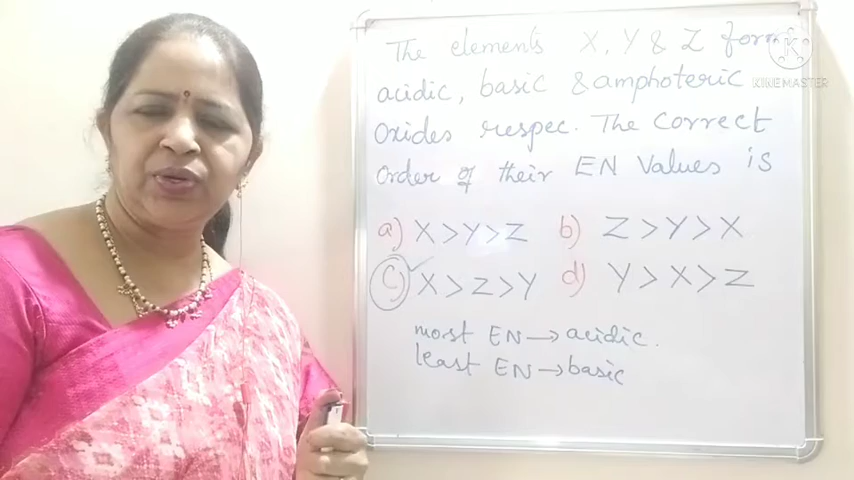 The elements X, Y & Z form
acidic, basic & amphoteric
Oxides respec. The Correct
Order of their EN Values is
a) X>Y>Z b) Z>Y>X
c) X>Z>Y d) Y>X>Z
most EN → acidic.
least EN → basic
KINEMASTER